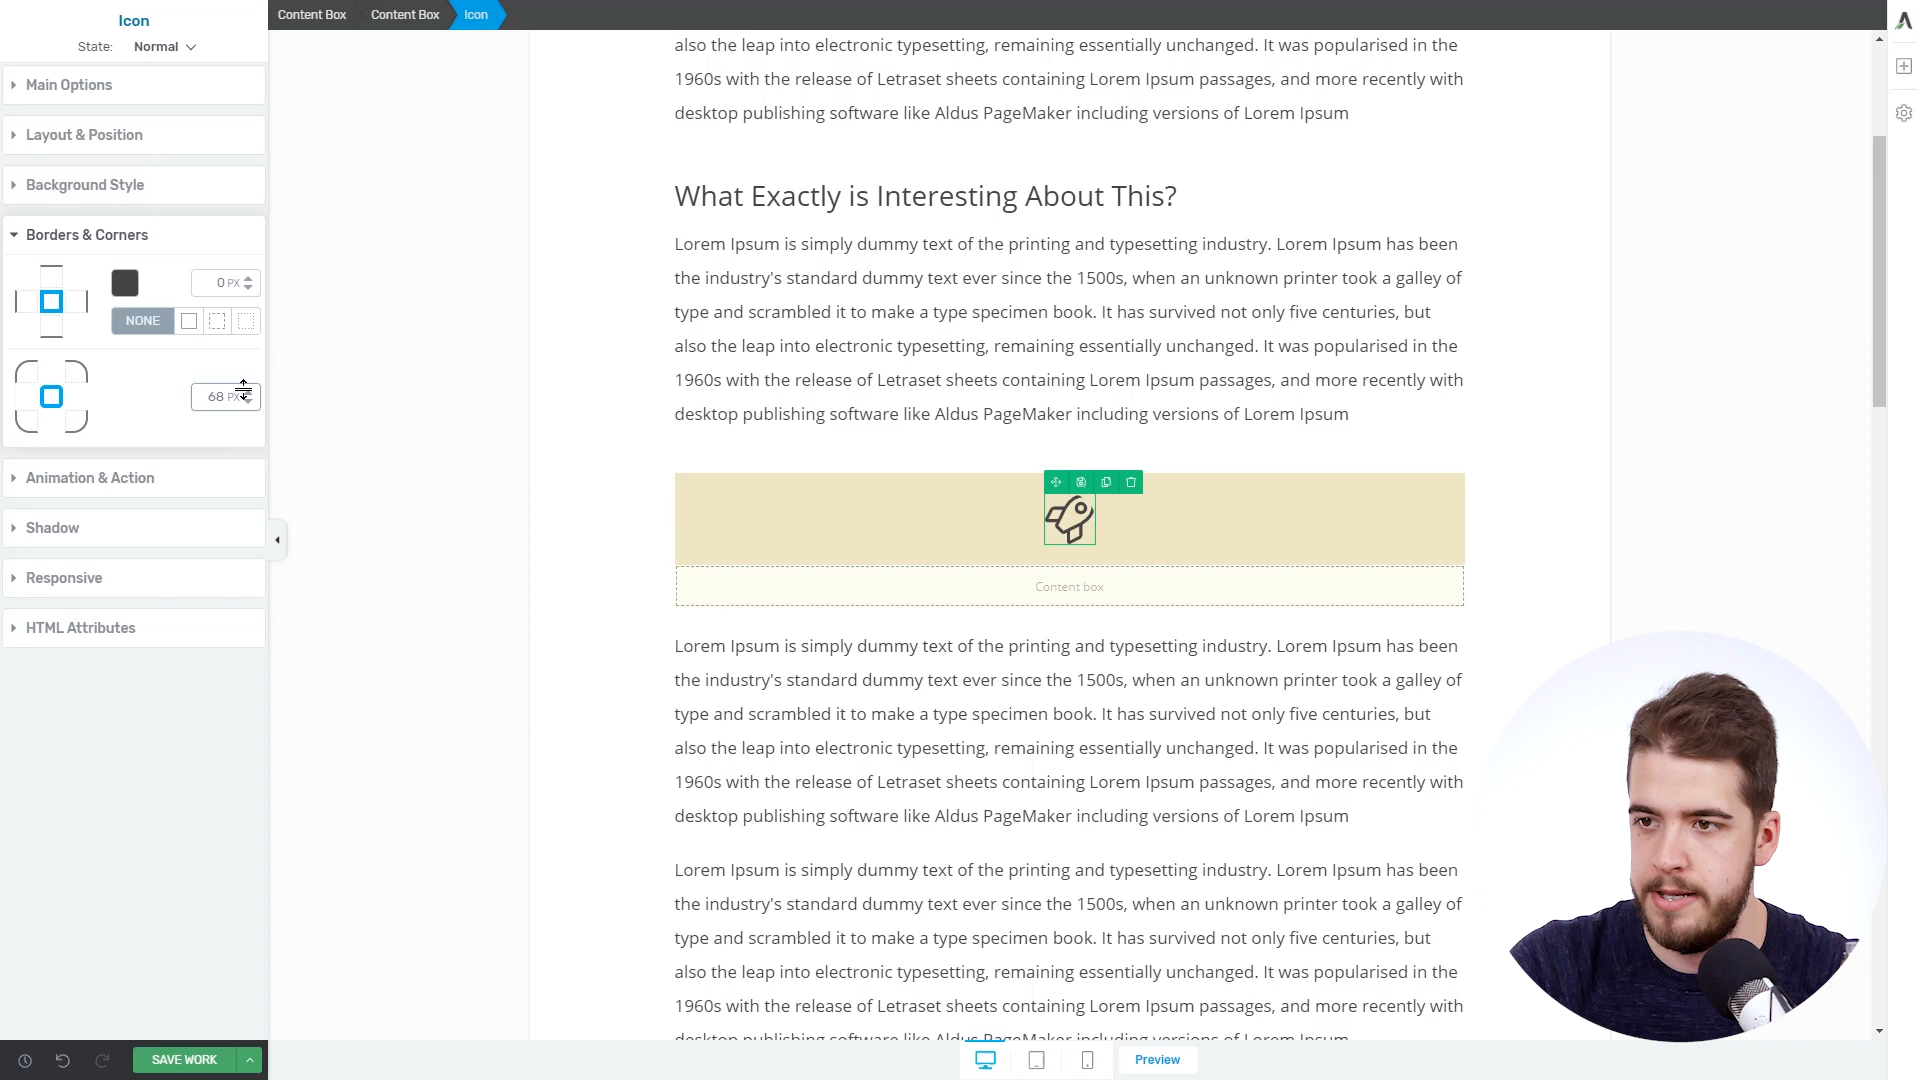 Icon
State: Normal
Main Options
Layout & Position
Background Style
Borders & Corners
0 PX
NONE
68 PX
Animation & Action
Shadow
Responsive
HTML Attributes
SAVE WORK
Content Box
Content Box
Icon
also the leap into electronic typesetting, remaining essentially unchanged. It was popularised in the
1960s with the release of Letraset sheets containing Lorem Ipsum passages, and more recently with
desktop publishing software like Aldus PageMaker including versions of Lorem Ipsum
What Exactly is Interesting About This?
Lorem Ipsum is simply dummy text of the printing and typesetting industry. Lorem Ipsum has been
the industry's standard dummy text ever since the 1500s, when an unknown printer took a galley of
type and scrambled it to make a type specimen book. It has survived not only five centuries, but
also the leap into electronic typesetting, remaining essentially unchanged. It was popularised in the
1960s with the release of Letraset sheets containing Lorem Ipsum passages, and more recently with
desktop publishing software like Aldus PageMaker including versions of Lorem Ipsum
Content box
Lorem Ipsum is simply dummy text of the printing and typesetting industry. Lorem Ipsum has been
the industry's standard dummy text ever since the 1500s, when an unknown printer took a galley of
type and scrambled it to make a type specimen book. It has survived not only five centuries, but
also the leap into electronic typesetting, remaining essentially unchanged. It was popularised in the
1960s with the release of Letraset sheets containing Lorem Ipsum passages, and more recently with
desktop publishing software like Aldus PageMaker including versions of Lorem Ipsum
Lorem Ipsum is simply dummy text of the printing and typesetting industry. Lorem Ipsum has been
the industry's standard dummy text ever since the 1500s, when an unknown printer took a galley of
type and scrambled it to make a type specimen book. It has survived not only five centuries, but
also the leap into electronic typesetting, remaining essentially unchanged. It was popularised in the
1960s with the release of Letraset sheets containing Lorem Ipsum passages, and more recently with
desktop publishing software like Aldus PageMaker including versions of Lorem Ipsum
Preview